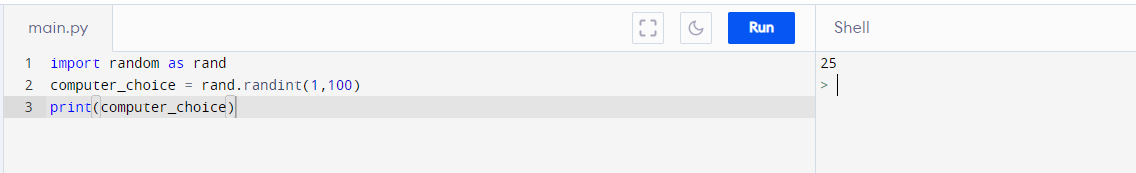 main.py Run Shell
1 import random as rand
2 computer_choice = rand.randint(1,100)
3 print(computer_choice)
25
>